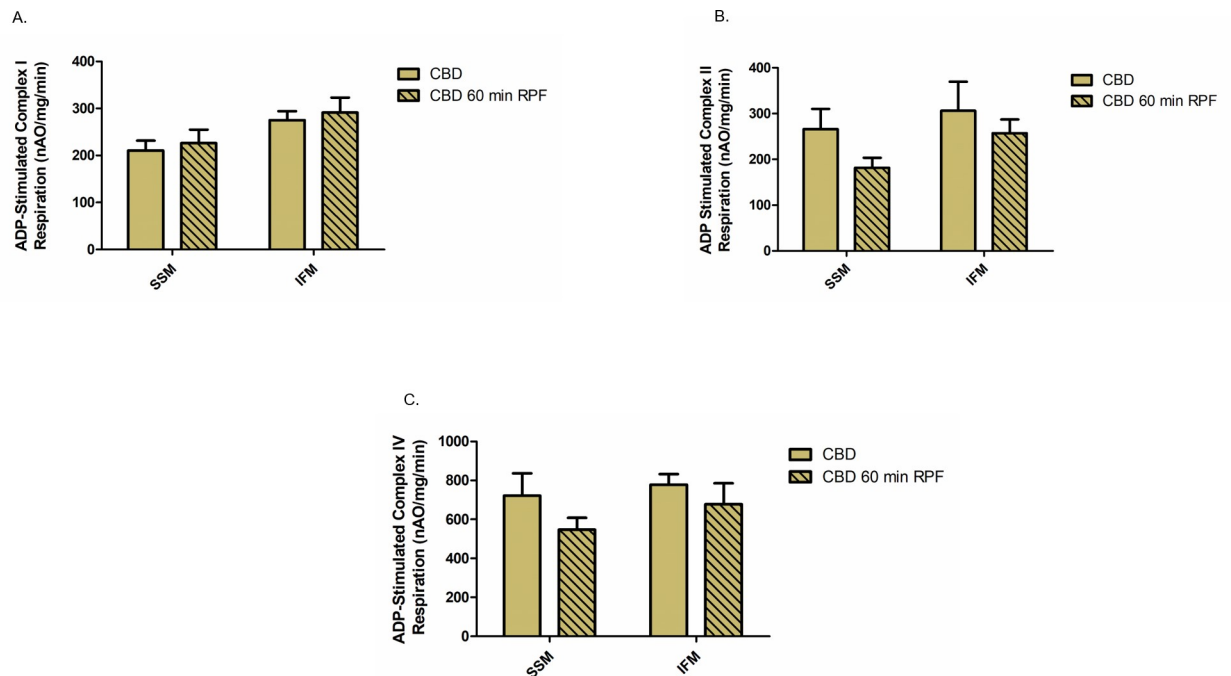 A.
ADP-Stimulated Complex I
Respiration (nAO/mg/min)
400
300
200
100
0
SSM
IFM
CBD
CBD 60 min RPF
B.
ADP Stimulated Complex II
Respiration (nAO/mg/min)
400
300
200
100
0
SSM
IFM
CBD
CBD 60 min RPF
C.
ADP-Stimulated Complex IV
Respiration (nAO/mg/min)
1000
800
600
400
200
0
SSM
IFM
CBD
CBD 60 min RPF